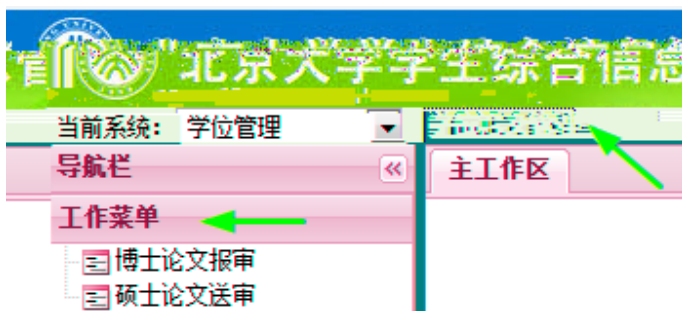 北京大学学生综合信息
当前系统： 学位管理
导航栏
主工作区
工作菜单
博士论文报审
硕士论文送审